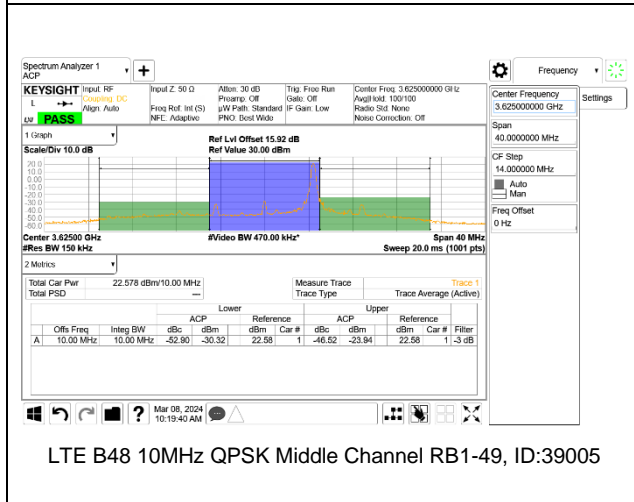 Spectrum Analyzer 1
ACP
Frequency
KEYSIGHT Input: RF Input Z: 50 Ω Atten: 30 dB Trig: Free Run Center Freq: 3.625000000 GHz
L Coupling: DC Preamp: Off Gate: Off Avg|Hold: 100/100
Align: Auto Freq Ref: Int (S) µW Path: Standard IF Gain: Low Radio Std: None
PASS NFE: Adaptive PNO: Best Wide Noise Correction: Off
Center Frequency
3.625000000 GHz
Settings
Span
40.0000000 MHz
CF Step
14.000000 MHz
Auto
Man
Freq Offset
0 Hz
1 Graph
Ref Lvl Offset 15.92 dB
Scale/Div 10.0 dB Ref Value 30.00 dBm
20.0
10.0
0.00
-10.0
-20.0
-30.0
-40.0
-50.0
-60.0
Center 3.62500 GHz #Video BW 470.00 kHz* Span 40 MHz
#Res BW 150 kHz Sweep 20.0 ms (1001 pts)
2 Metrics
Total Car Pwr 22.578 dBm/10.00 MHz Measure Trace Trace 1
Total PSD --- Trace Type Trace Average (Active)
Lower Upper
ACP Reference ACP Reference
Offs Freq Integ BW dBc dBm dBm Car # dBc dBm dBm Car # Filter
A 10.00 MHz 10.00 MHz -52.90 -30.32 22.58 1 -46.52 -23.94 22.58 1 -3 dB
Mar 08, 2024
10:19:40 AM
LTE B48 10MHz QPSK Middle Channel RB1-49, ID:39005